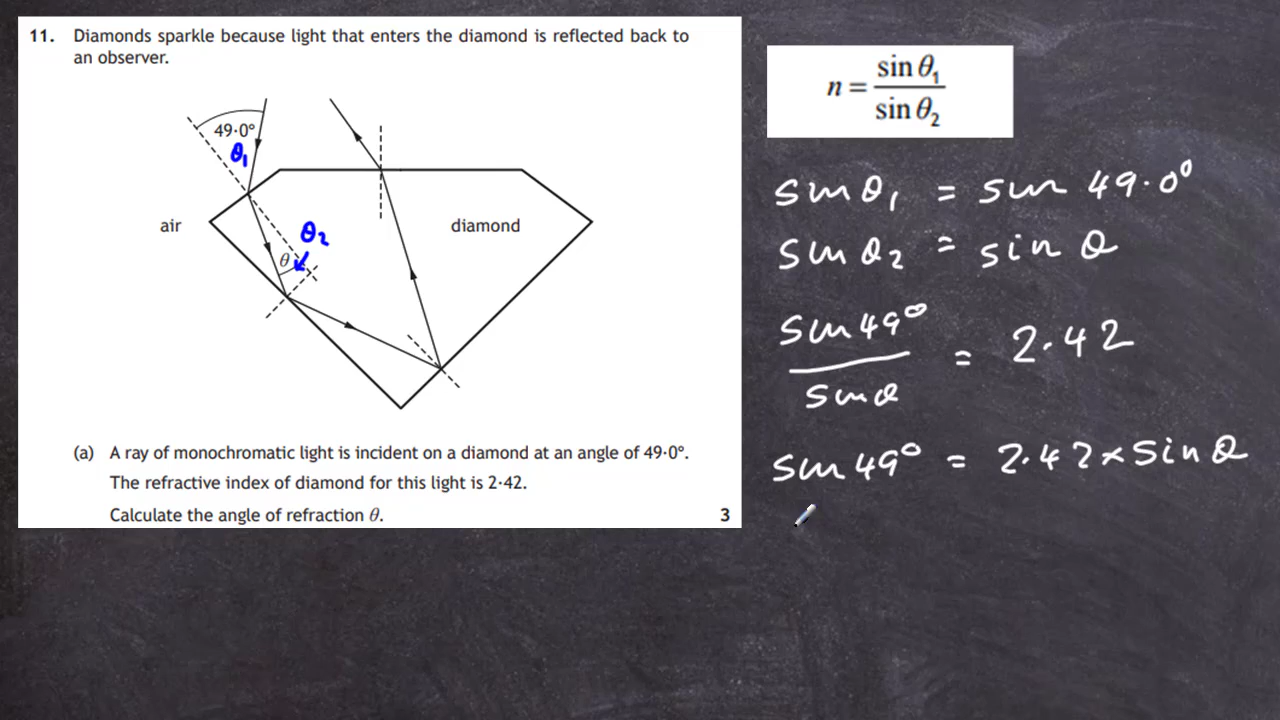 11. Diamonds sparkle because light that enters the diamond is reflected back to
an observer.
49·0°
θ₁
air
θ₂
θ
diamond
(a) A ray of monochromatic light is incident on a diamond at an angle of 49·0°.
The refractive index of diamond for this light is 2·42.
Calculate the angle of refraction θ.
3
n = sin θ₁ / sin θ₂
sin θ₁ = sin 49.0°
sin θ₂ = sin θ
sin 49° / sin θ = 2.42
sin 49° = 2.42 × sin θ